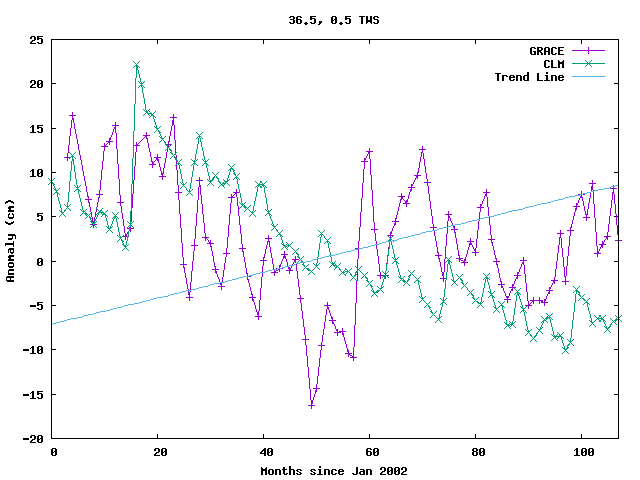 36.5, 0.5 TWS
GRACE
CLM
Trend Line
25
20
15
10
5
0
-5
-10
-15
-20
Anomaly (cm)
0 20 40 60 80 100
Months since Jan 2002